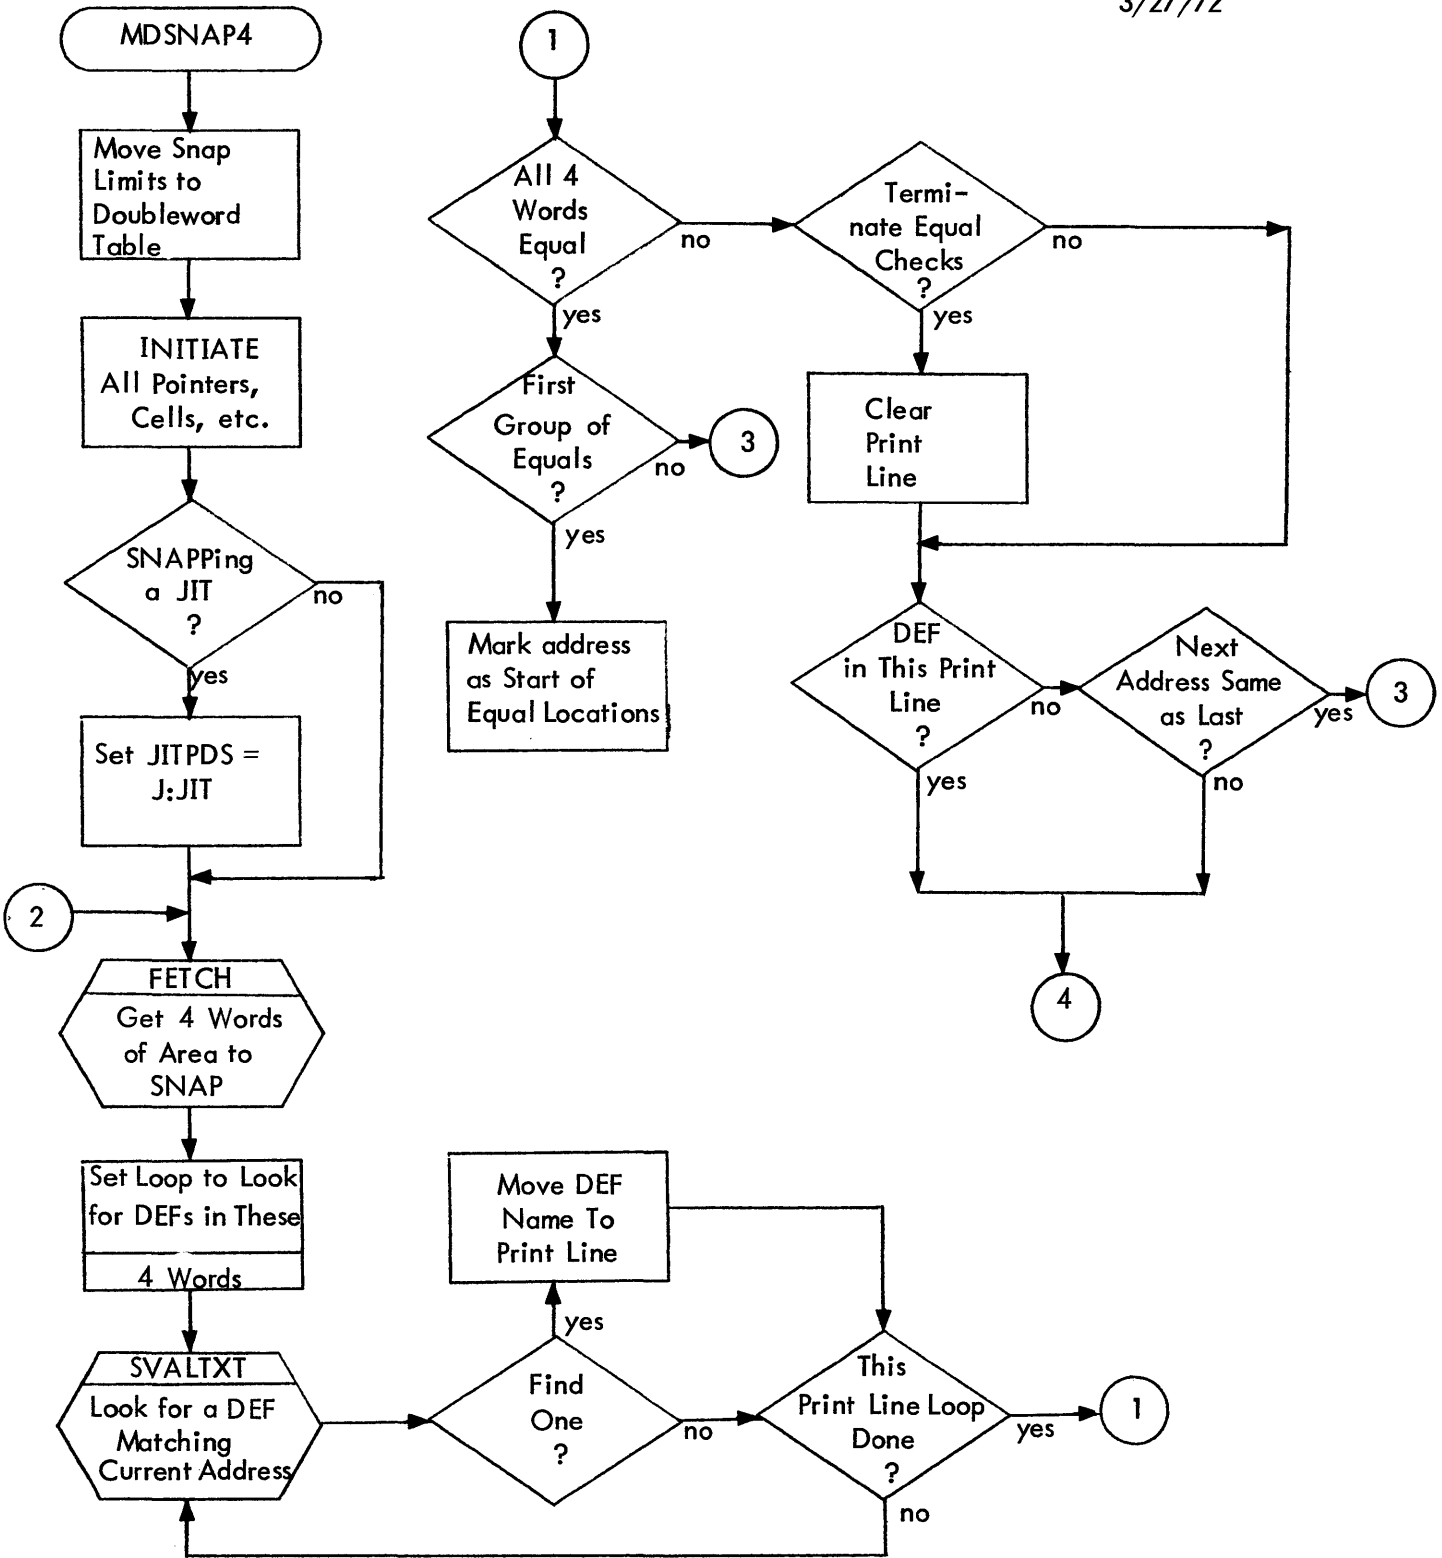 3/27/72
MDSNAP4
Move Snap
Limits to
Doubleword
Table
INITIATE
All Pointers,
Cells, etc.
SNAPPing
a JIT
?
no
yes
Set JITPDS =
J:JIT
2
FETCH
Get 4 Words
of Area to
SNAP
Set Loop to Look
for DEFs in These
4 Words
SVALTXT
Look for a DEF
Matching
Current Address
Find
One
?
yes
no
Move DEF
Name To
Print Line
This
Print Line Loop
Done
?
yes
no
1
1
All 4
Words
Equal
?
no
yes
First
Group of
Equals
?
no
3
yes
Mark address
as Start of
Equal Locations
Termi-
nate Equal
Checks
?
no
yes
Clear
Print
Line
DEF
in This Print
Line
?
no
yes
Next
Address Same
as Last
?
yes
3
no
4